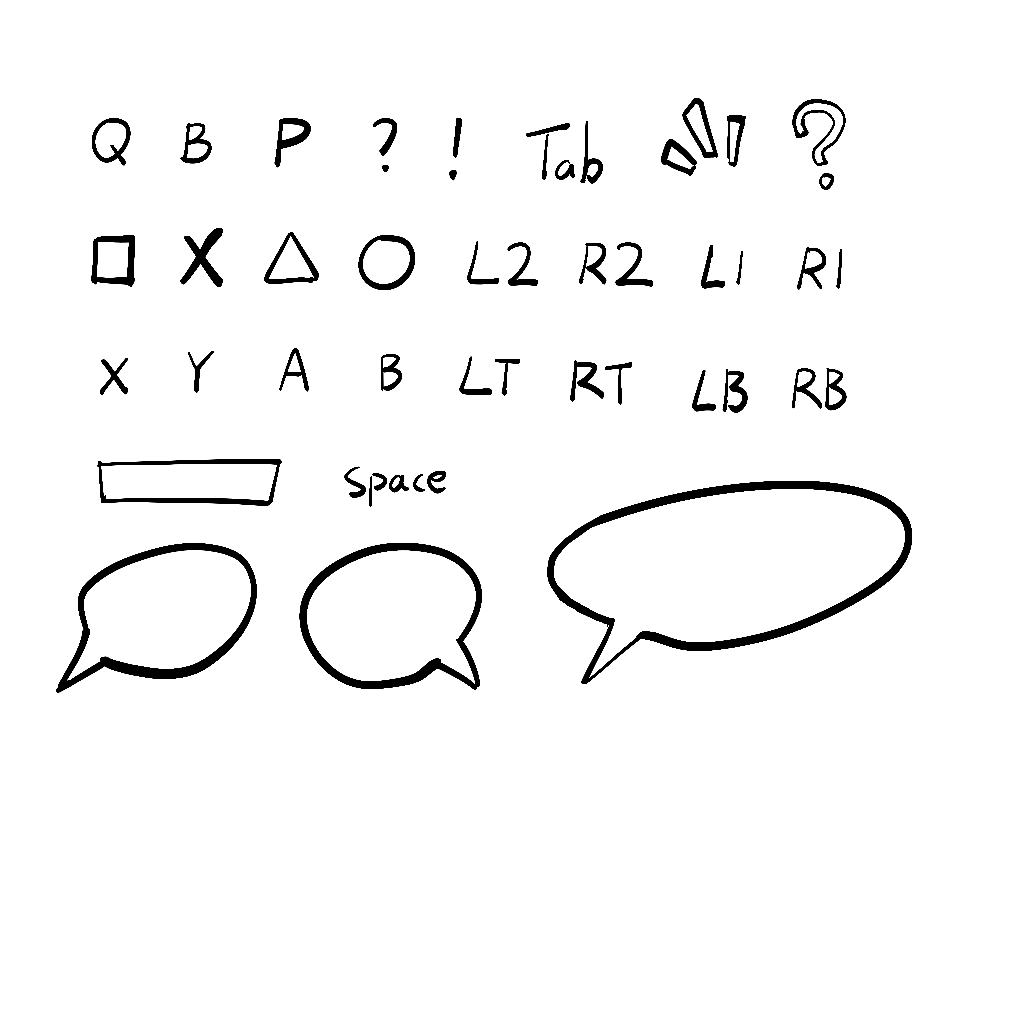 Q B P ? ! Tab ?
□ X △ ○ L2 R2 L1 R1
X Y A B LT RT LB RB
Space